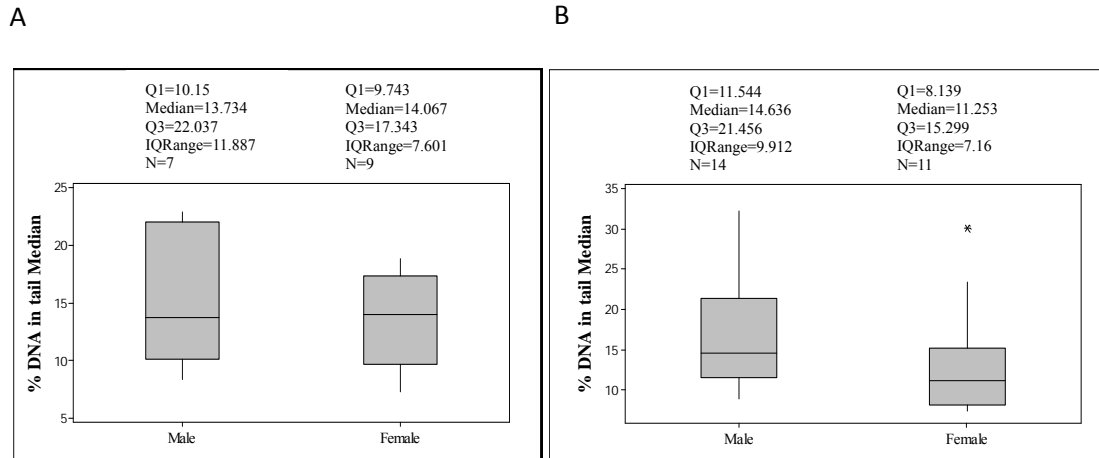 A
Q1=10.15
Median=13.734
Q3=22.037
IQRange=11.887
N=7
Q1=9.743
Median=14.067
Q3=17.343
IQRange=7.601
N=9
% DNA in tail Median
25
20
15
10
5
Male
Female
B
Q1=11.544
Median=14.636
Q3=21.456
IQRange=9.912
N=14
Q1=8.139
Median=11.253
Q3=15.299
IQRange=7.16
N=11
% DNA in tail Median
35
30
25
20
15
10
Male
Female